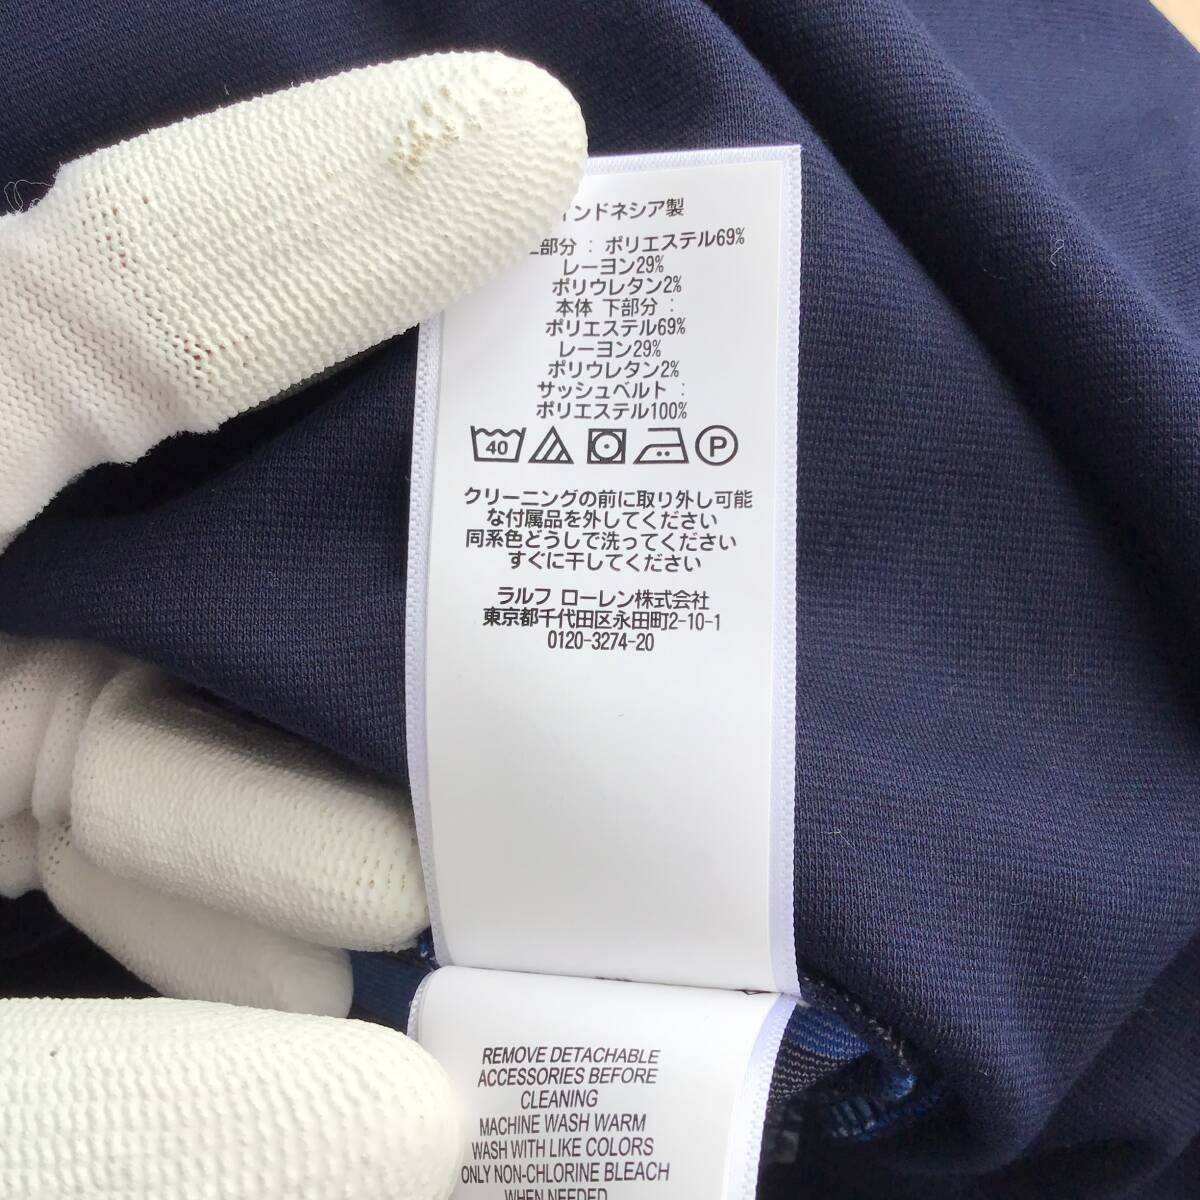 インドネシア製
部分 : ポリエステル69%
レーヨン29%
ポリウレタン2%
本体 下部分 :
ポリエステル69%
レーヨン29%
ポリウレタン2%
サッシュベルト :
ポリエステル100%
40 P
クリーニングの前に取り外し可能
な付属品を外してください
同系色どうしで洗ってください
すぐに干してください
ラルフ ローレン株式会社
東京都千代田区永田町2-10-1
0120-3274-20
REMOVE DETACHABLE
ACCESSORIES BEFORE
CLEANING
MACHINE WASH WARM
WASH WITH LIKE COLORS
ONLY NON-CHLORINE BLEACH
WHEN NEEDED